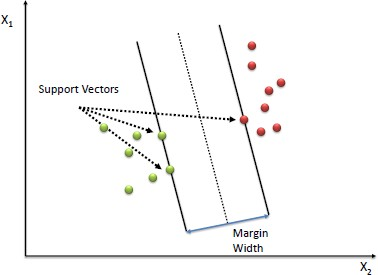 X1
Support Vectors
Margin
Width
X2